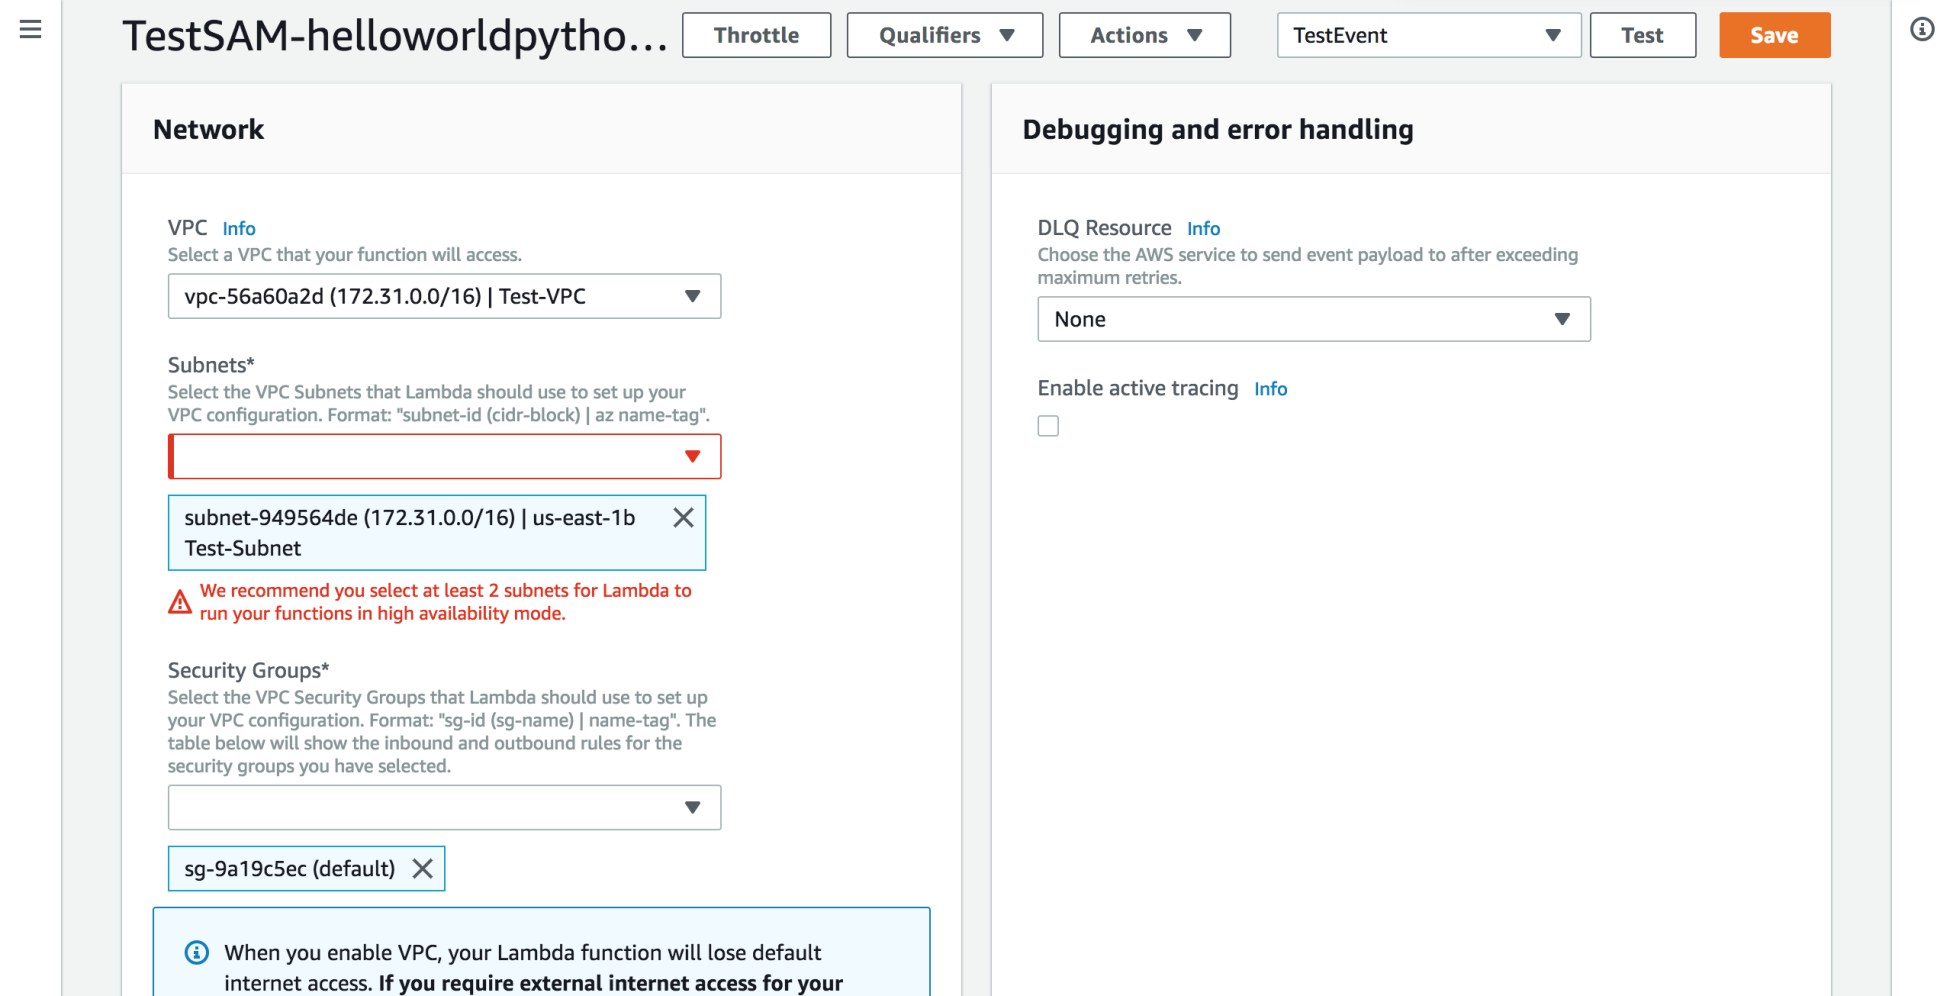 TestSAM-helloworldpytho...
Throttle
Qualifiers
Actions
TestEvent
Test
Save
Network
VPC Info
Select a VPC that your function will access.
vpc-56a60a2d (172.31.0.0/16) | Test-VPC
Subnets*
Select the VPC Subnets that Lambda should use to set up your
VPC configuration. Format: "subnet-id (cidr-block) | az name-tag".
subnet-949564de (172.31.0.0/16) | us-east-1b
Test-Subnet
We recommend you select at least 2 subnets for Lambda to
run your functions in high availability mode.
Security Groups*
Select the VPC Security Groups that Lambda should use to set up
your VPC configuration. Format: "sg-id (sg-name) | name-tag". The
table below will show the inbound and outbound rules for the
security groups you have selected.
sg-9a19c5ec (default)
When you enable VPC, your Lambda function will lose default
internet access. If you require external internet access for your
Debugging and error handling
DLQ Resource Info
Choose the AWS service to send event payload to after exceeding
maximum retries.
None
Enable active tracing Info